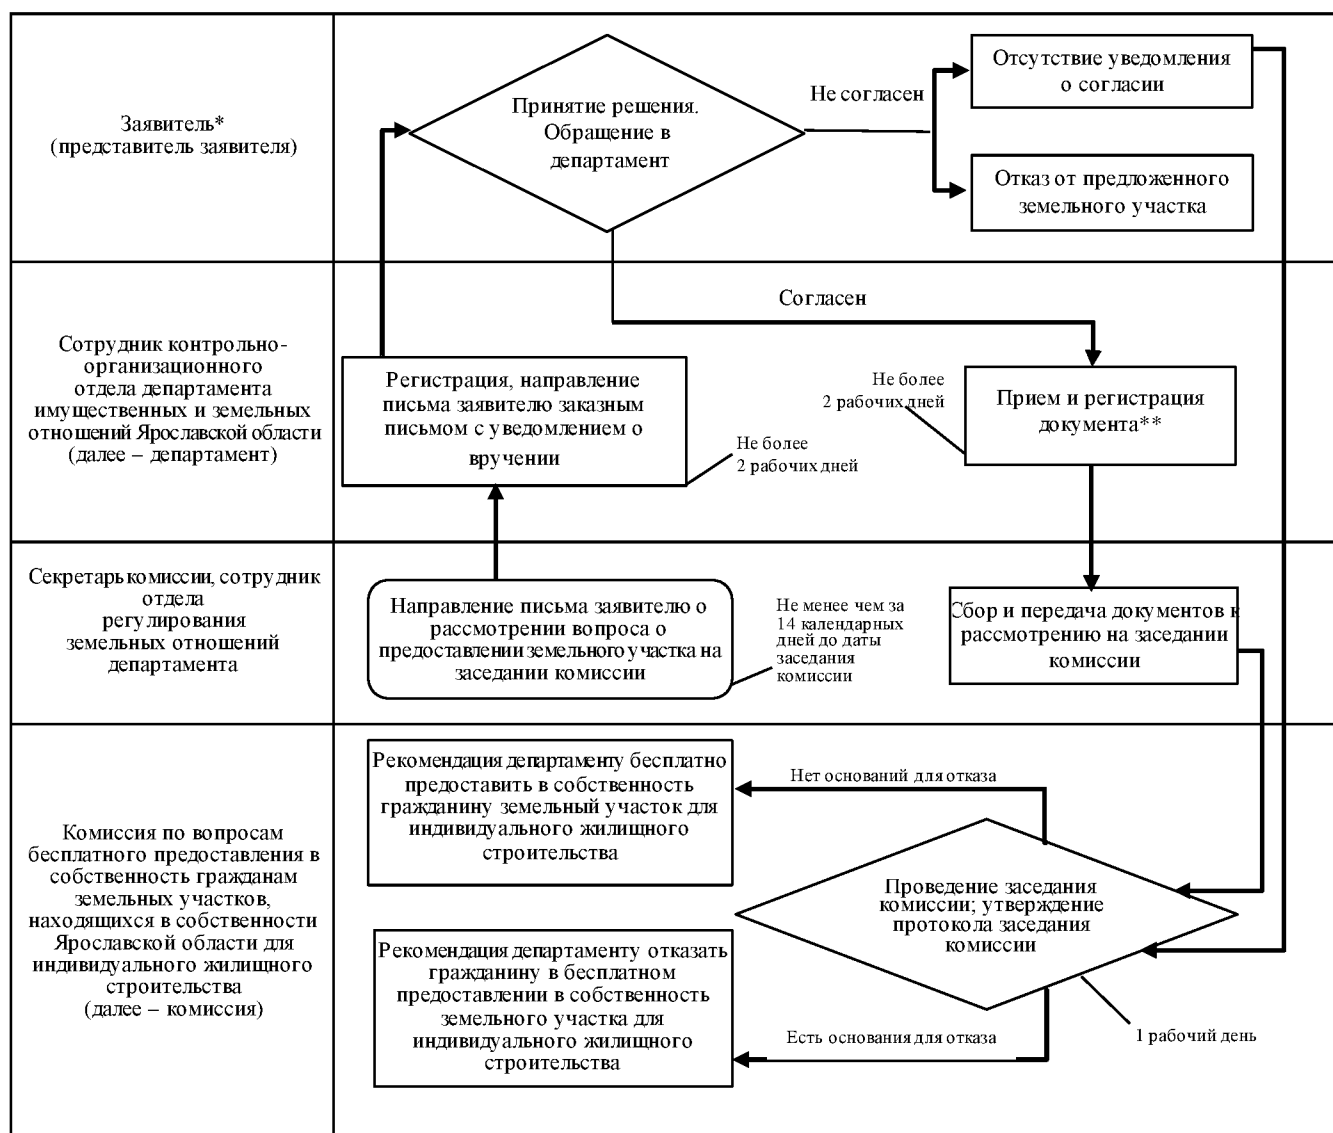 Заявитель*
(представитель заявителя)
Принятие решения.
Обращение в
департамент
Не согласен
Отсутствие уведомления
о согласии
Отказ от предложенного
земельного участка
Сотрудник контрольно-
организационного
отдела департамента
имущественных и земельных
отношений Ярославской области
(далее – департамент)
Согласен
Регистрация, направление
письма заявителю заказным
письмом с уведомлением о
вручении
Не более
2 рабочих дней
Не более
2 рабочих дней
Прием и регистрация
документа**
Секретарь комиссии, сотрудник
отдела
регулирования
земельных отношений
департамента
Направление письма заявителю о
рассмотрении вопроса о
предоставлении земельного участка на
заседании комиссии
Не менее чем за
14 календарных
дней до даты
заседания
комиссии
Сбор и передача документов к
рассмотрению на заседании
комиссии
Комиссия по вопросам
бесплатного предоставления в
собственность гражданам
земельных участков,
находящихся в собственности
Ярославской области для
индивидуального жилищного
строительства
(далее – комиссия)
Рекомендация департаменту бесплатно
предоставить в собственность
гражданину земельный участок для
индивидуального жилищного
строительства
Нет оснований для отказа
Проведение заседания
комиссии; утверждение
протокола заседания
комиссии
Рекомендация департаменту отказать
гражданину в бесплатном
предоставлении в собственность
земельного участка для
индивидуального жилищного
строительства
Есть основания для отказа
1 рабочий день